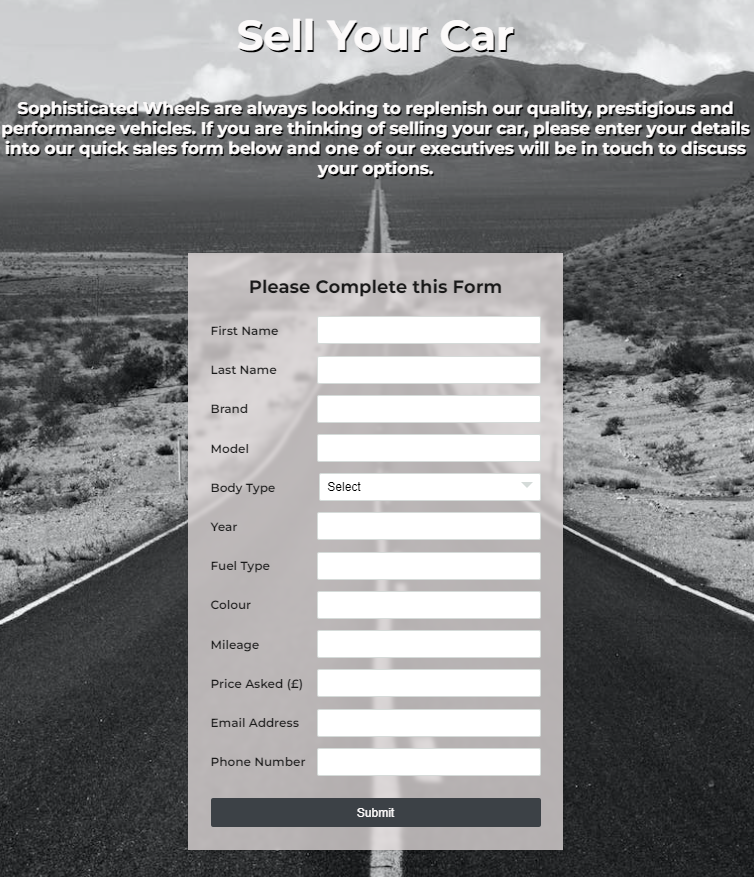 Sell Your Car
Sophisticated Wheels are always looking to replenish our quality, prestigious and
performance vehicles. If you are thinking of selling your car, please enter your details
into our quick sales form below and one of our executives will be in touch to discuss
your options.
Please Complete this Form
First Name
Last Name
Brand
Model
Body Type Select
Year
Fuel Type
Colour
Mileage
Price Asked (£)
Email Address
Phone Number
Submit